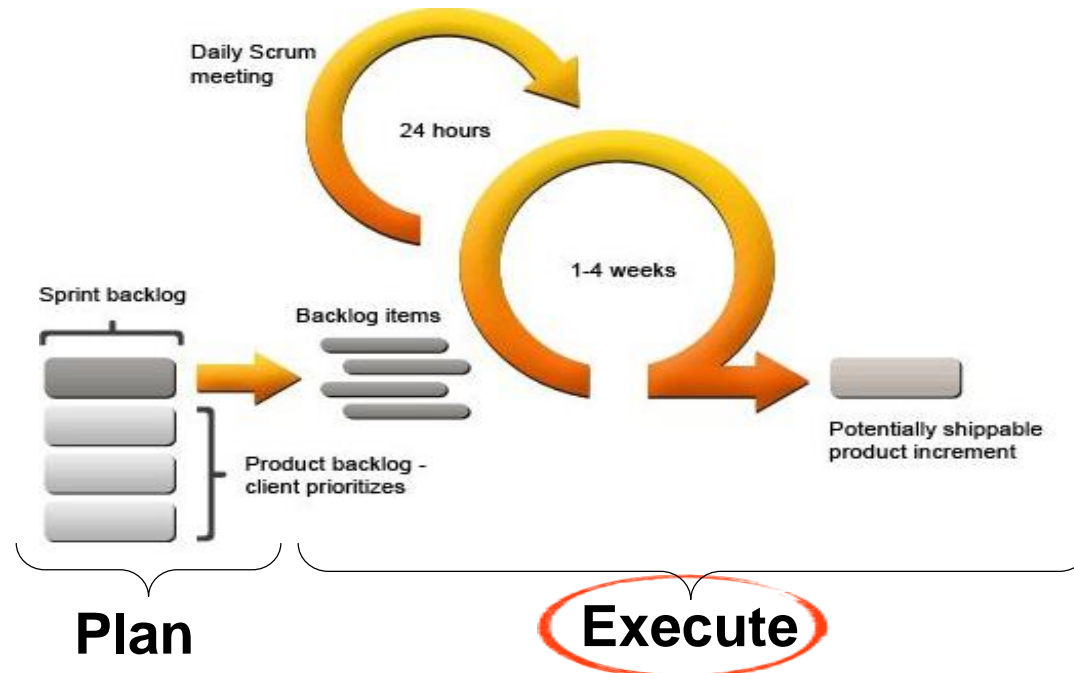 Daily Scrum
meeting
24 hours
1-4 weeks
Sprint backlog
Backlog items
Product backlog -
client prioritizes
Potentially shippable
product increment
Plan
Execute